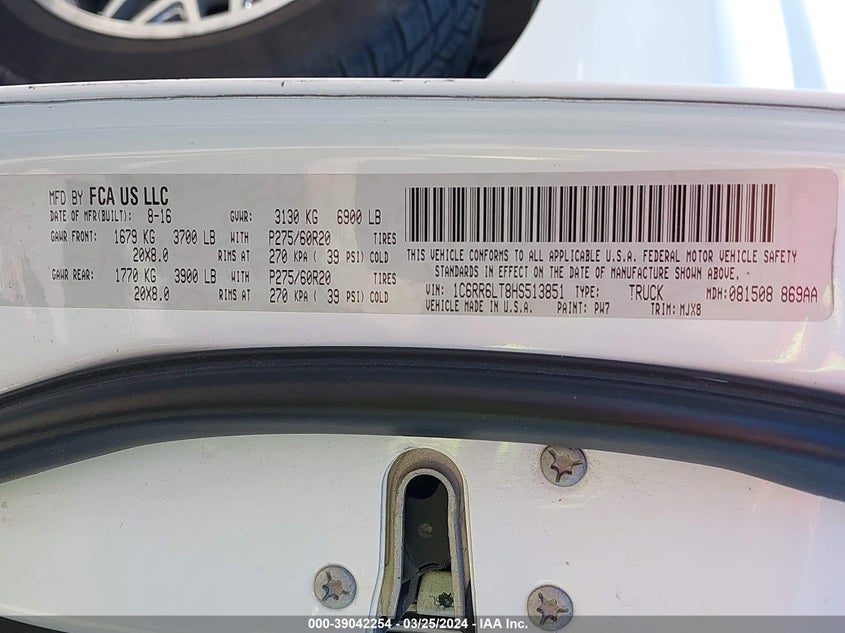 MFD BY FCA US LLC
DATE OF MFR(BUILT): 8-16 GVWR: 3130 KG 6900 LB
GAWR FRONT: 1679 KG 3700 LB WITH P275/60R20 TIRES
20X8.0 RIMS AT 270 KPA ( 39 PSI) COLD
GAWR REAR: 1770 KG 3900 LB WITH P275/60R20 TIRES
20X8.0 RIMS AT 270 KPA ( 39 PSI) COLD
THIS VEHICLE CONFORMS TO ALL APPLICABLE U.S.A. FEDERAL MOTOR VEHICLE SAFETY
STANDARDS IN EFFECT ON THE DATE OF MANUFACTURE SHOWN ABOVE.
VIN: 1C6RR6LT8HS513851 TYPE: TRUCK MDH:081508 869AA
VEHICLE MADE IN U.S.A. PAINT: PW7 TRIM: MJX8
000-39042254 - 03/25/2024 - IAA Inc.